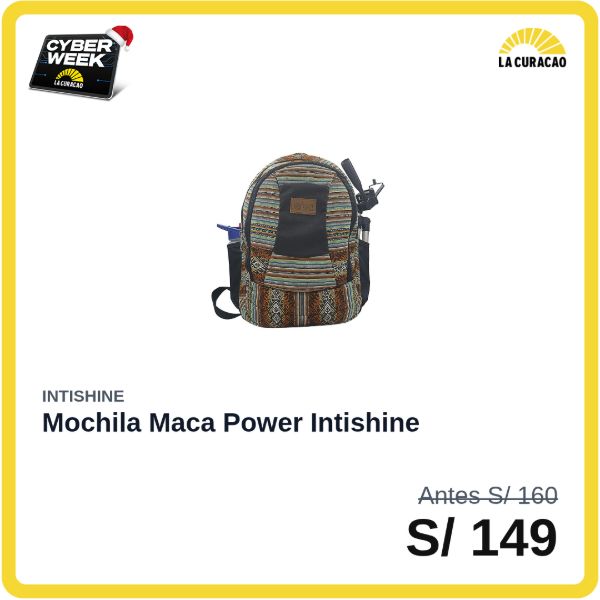 CYBER
WEEK
LA CURACAO
LA CURACAO
INTISHINE
Mochila Maca Power Intishine
Antes S/ 160
S/ 149